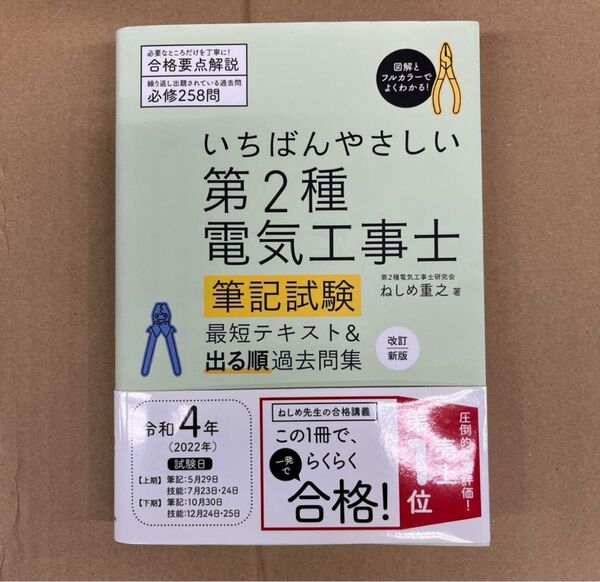 必要なところだけを丁寧に!
合格要点解説
繰り返し出題されている過去問
必修258問
図解と
フルカラーで
よくわかる!
いちばんやさしい
第2種
電気工事士
第2種電気工事士研究会
ねしめ重之 著
筆記試験
最短テキスト&
出る順過去問集
改訂
新版
令和4年
(2022年)
試験日
【上期】筆記:5月29日
技能:7月23日・24日
【下期】筆記:10月30日
技能:12月24日・25日
ねしめ先生の合格講義
この1冊で、
一発で
らくらく
合格!
圧倒的
評価!
1位